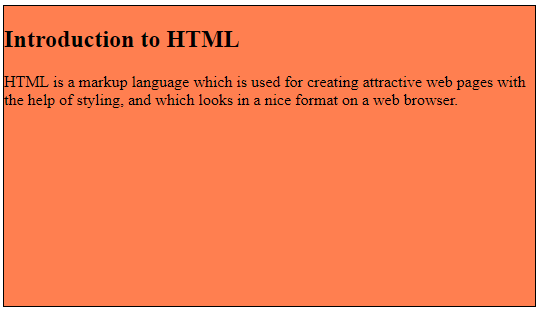 Introduction to HTML
HTML is a markup language which is used for creating attractive web pages with
the help of styling, and which looks in a nice format on a web browser.